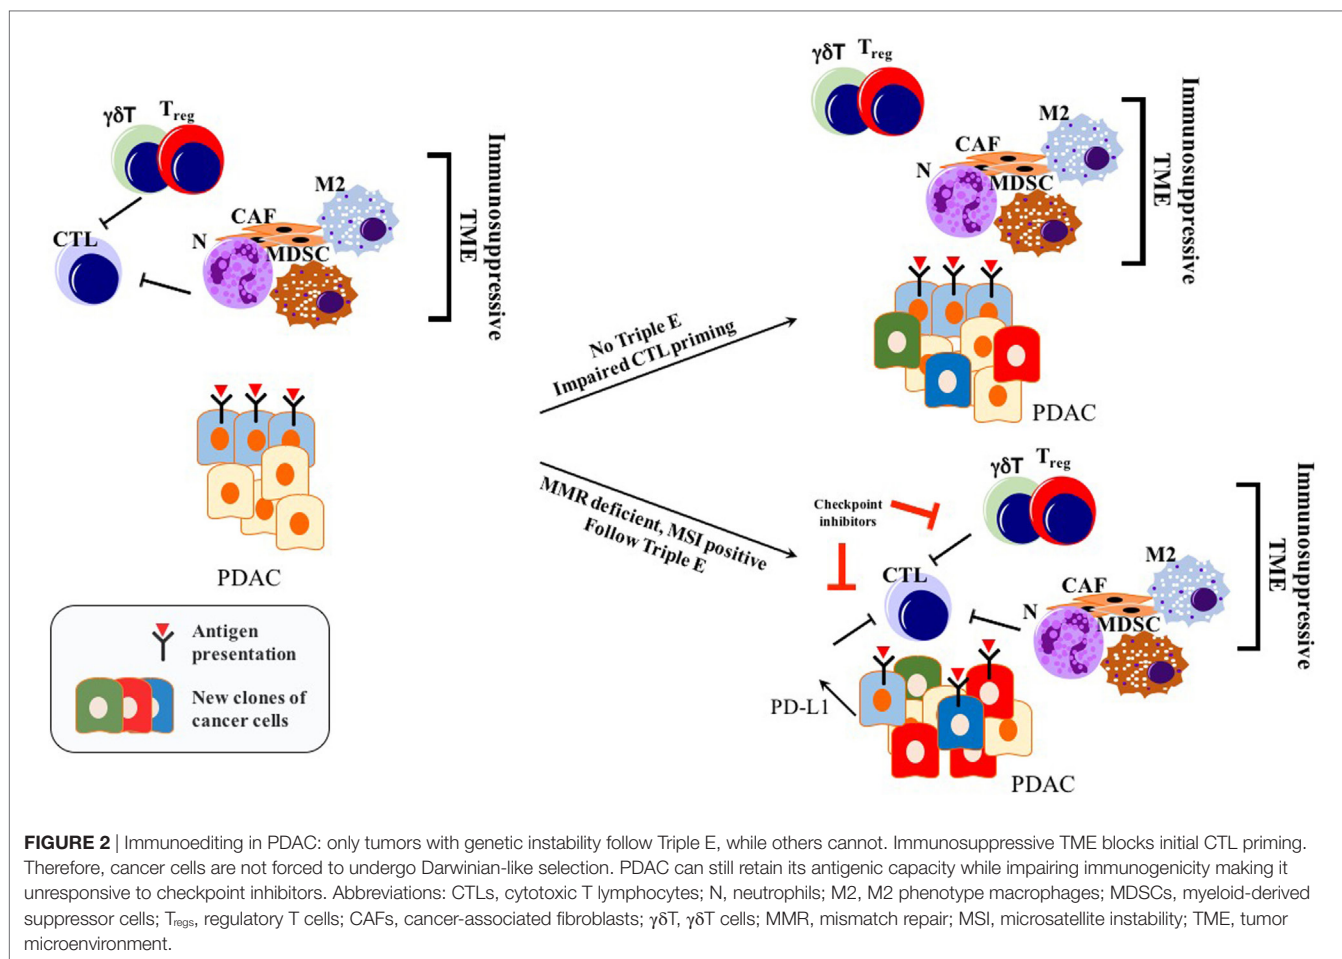 γδT
Treg
CTL
N
CAF
MDSC
M2
Immunosuppressive
TME
PDAC
Antigen
presentation
New clones of
cancer cells
No Triple E
Impaired CTL priming
MMR deficient, MSI positive
Follow Triple E
γδT
Treg
N
CAF
MDSC
M2
Immunosuppressive
TME
PDAC
Checkpoint
inhibitors
γδT
Treg
CTL
N
CAF
MDSC
M2
Immunosuppressive
TME
PD-L1
PDAC
FIGURE 2 | Immunoediting in PDAC: only tumors with genetic instability follow Triple E, while others cannot. Immunosuppressive TME blocks initial CTL priming.
Therefore, cancer cells are not forced to undergo Darwinian-like selection. PDAC can still retain its antigenic capacity while impairing immunogenicity making it
unresponsive to checkpoint inhibitors. Abbreviations: CTLs, cytotoxic T lymphocytes; N, neutrophils; M2, M2 phenotype macrophages; MDSCs, myeloid-derived
suppressor cells; Tregs, regulatory T cells; CAFs, cancer-associated fibroblasts; γδT, γδT cells; MMR, mismatch repair; MSI, microsatellite instability; TME, tumor
microenvironment.